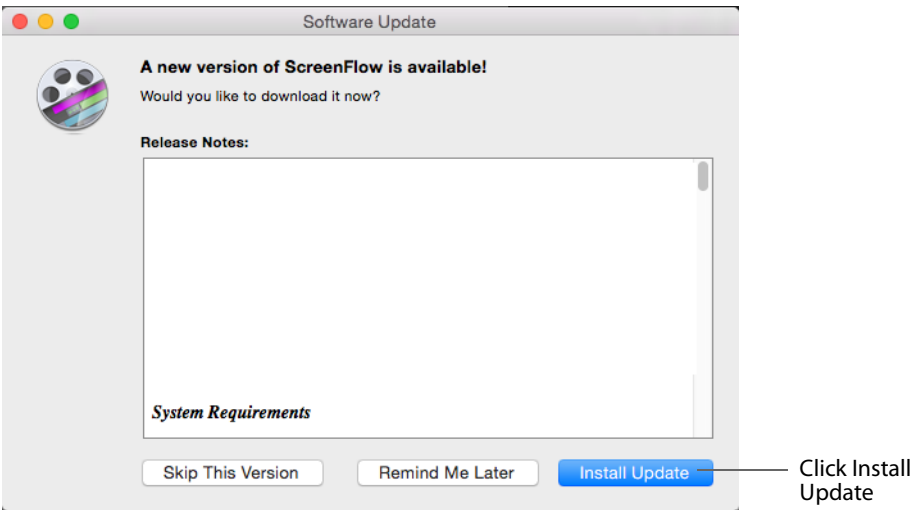 Software Update
A new version of ScreenFlow is available!
Would you like to download it now?
Release Notes:
System Requirements
Skip This Version
Remind Me Later
Install Update
Click Install
Update